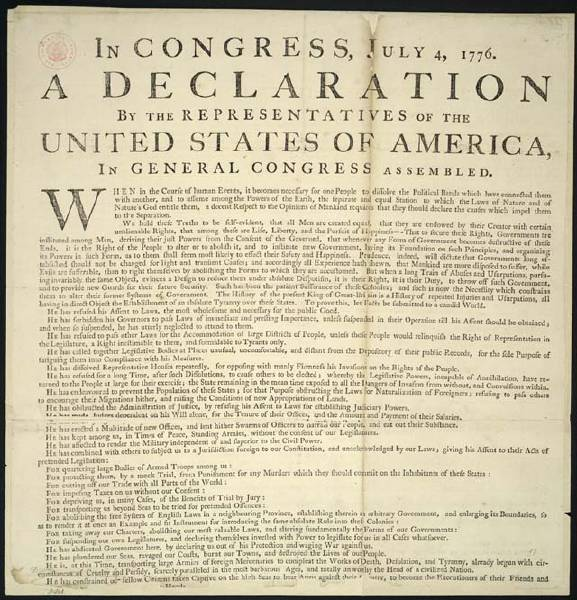 IN CONGRESS, JULY 4, 1776.
A DECLARATION
BY THE REPRESENTATIVES OF THE
UNITED STATES OF AMERICA,
IN GENERAL CONGRESS ASSEMBLED.
WHEN in the Course of human Events, it becomes necessary for one People to dissolve the Political Bands which have connected them
with another, and to assume among the Powers of the Earth, the separate and equal Station to which the Laws of Nature and of
Nature's God entitle them, a decent Respect to the Opinions of Mankind requires that they should declare the causes which impel them
to the Separation.
We hold these Truths to be self-evident, that all Men are created equal, that they are endowed by their Creator with certain
unalienable Rights, that among these are Life, Liberty, and the Pursuit of Happiness—That to secure these Rights, Governments are
instituted among Men, deriving their just Powers from the Consent of the Governed, that whenever any Form of Government becomes destructive of these
Ends, it is the Right of the People to alter or to abolish it, and to institute new Government, laying its Foundation on such Principles, and organizing
its Powers in such Form, as to them shall seem most likely to effect their Safety and Happiness. Prudence, indeed, will dictate that Governments long es-
tablished should not be changed for light and transient Causes; and accordingly all Experience hath shewn, that Mankind are more disposed to suffer, while
Evils are sufferable, than to right themselves by abolishing the Forms to which they are accustomed. But when a long Train of Abuses and Usurpations, pursu-
ing invariably the same Object, evinces a Design to reduce them under absolute Despotism, it is their Right, it is their Duty, to throw off such Government,
and to provide new Guards for their future Security. Such has been the patient Sufferance of these Colonies; and such is now the Necessity which constrains
them to alter their former Systems of Government. The History of the present King of Great-Britain is a History of repeated Injuries and Usurpations, all
having in direct Object the Establishment of an absolute Tyranny over these States. To prove this, let Facts be submitted to a candid World.
He has refused his Assent to Laws, the most wholesome and necessary for the public Good.
He has forbidden his Governors to pass Laws of immediate and pressing Importance, unless suspended in their Operation till his Assent should be obtained;
and when so suspended, he has utterly neglected to attend to them.
He has refused to pass other Laws for the Accommodation of large Districts of People, unless those People would relinquish the Right of Representation in
the Legislature, a Right inestimable to them, and formidable to Tyrants only.
He has called together Legislative Bodies at Places unusual, uncomfortable, and distant from the Depository of their public Records, for the sole Purpose of
fatiguing them into Compliance with his Measures.
He has dissolved Representative Houses repeatedly, for opposing with manly Firmness his Invasions on the Rights of the People.
He has refused for a long Time, after such Dissolutions, to cause others to be elected; whereby the Legislative Powers, incapable of Annihilation, have re-
turned to the People at large for their exercise; the State remaining in the mean time exposed to all the Dangers of Invasion from without, and Convulsions within.
He has endeavoured to prevent the Population of these States; for that Purpose obstructing the Laws for Naturalization of Foreigners; refusing to pass others
to encourage their Migrations hither, and raising the Conditions of new Appropriations of Lands.
He has obstructed the Administration of Justice, by refusing his Assent to Laws for establishing Judiciary Powers.
He has made Judges dependent on his Will alone, for the Tenure of their Offices, and the Amount and Payment of their Salaries.
He has erected a Multitude of new Offices, and sent hither Swarms of Officers to harrass our People, and eat out their Substance.
He has kept among us, in Times of Peace, Standing Armies, without the consent of our Legislatures.
He has affected to render the Military independent of and superior to the Civil Power.
He has combined with others to subject us to a Jurisdiction foreign to our Constitution, and unacknowledged by our Laws; giving his Assent to their Acts of
pretended Legislation:
FOR quartering large Bodies of Armed Troops among us:
FOR protecting them, by a mock Trial, from Punishment for any Murders which they should commit on the Inhabitants of these States:
FOR cutting off our Trade with all Parts of the World:
FOR imposing Taxes on us without our Consent:
FOR depriving us, in many Cases, of the Benefits of Trial by Jury:
FOR transporting us beyond Seas to be tried for pretended Offences:
FOR abolishing the free System of English Laws in a neighbouring Province, establishing therein an arbitrary Government, and enlarging its Boundaries, so
as to render it at once an Example and fit Instrument for introducing the same absolute Rule into these Colonies:
FOR taking away our Charters, abolishing our most valuable Laws, and altering fundamentally the Forms of our Governments:
FOR suspending our own Legislatures, and declaring themselves invested with Power to legislate for us in all Cases whatsoever.
He has abdicated Government here, by declaring us out of his Protection and waging War against us.
He has plundered our Seas, ravaged our Coasts, burnt our Towns, and destroyed the Lives of our People.
He is, at this Time, transporting large Armies of foreign Mercenaries to compleat the Works of Death, Desolation, and Tyranny, already begun with cir-
cumstances of Cruelty and Perfidy, scarcely paralleled in the most barbarous Ages, and totally unworthy the Head of a civilized Nation.
He has constrained our fellow Citizens taken Captive on the high Seas to bear Arms against their Country, to become the Executioners of their Friends and